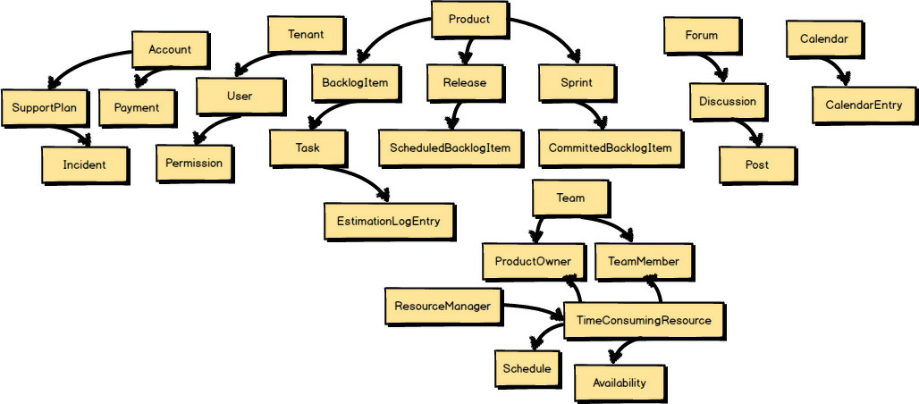 Product
Account
Tenant
Forum
Calendar
BacklogItem
Release
Sprint
SupportPlan
Payment
User
Discussion
CalendarEntry
Incident
Permission
Task
ScheduledBacklogItem
CommittedBacklogItem
Post
EstimationLogEntry
Team
ProductOwner
TeamMember
ResourceManager
TimeConsumingResource
Schedule
Availability